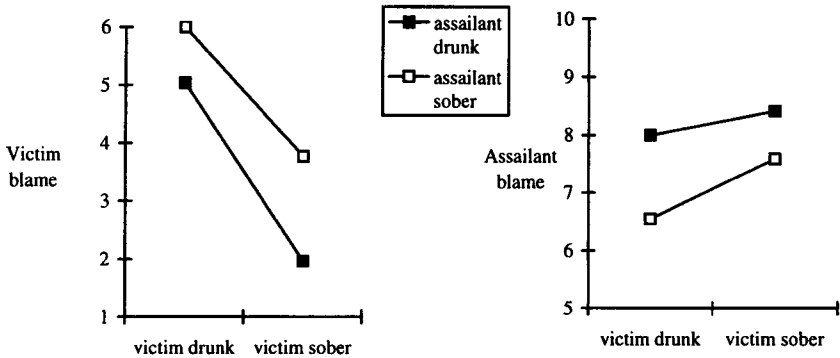 6
5
4
3
2
1
Victim
blame
victim drunk victim sober
assailant
drunk
assailant
sober
10
9
8
7
6
5
Assailant
blame
victim drunk victim sober